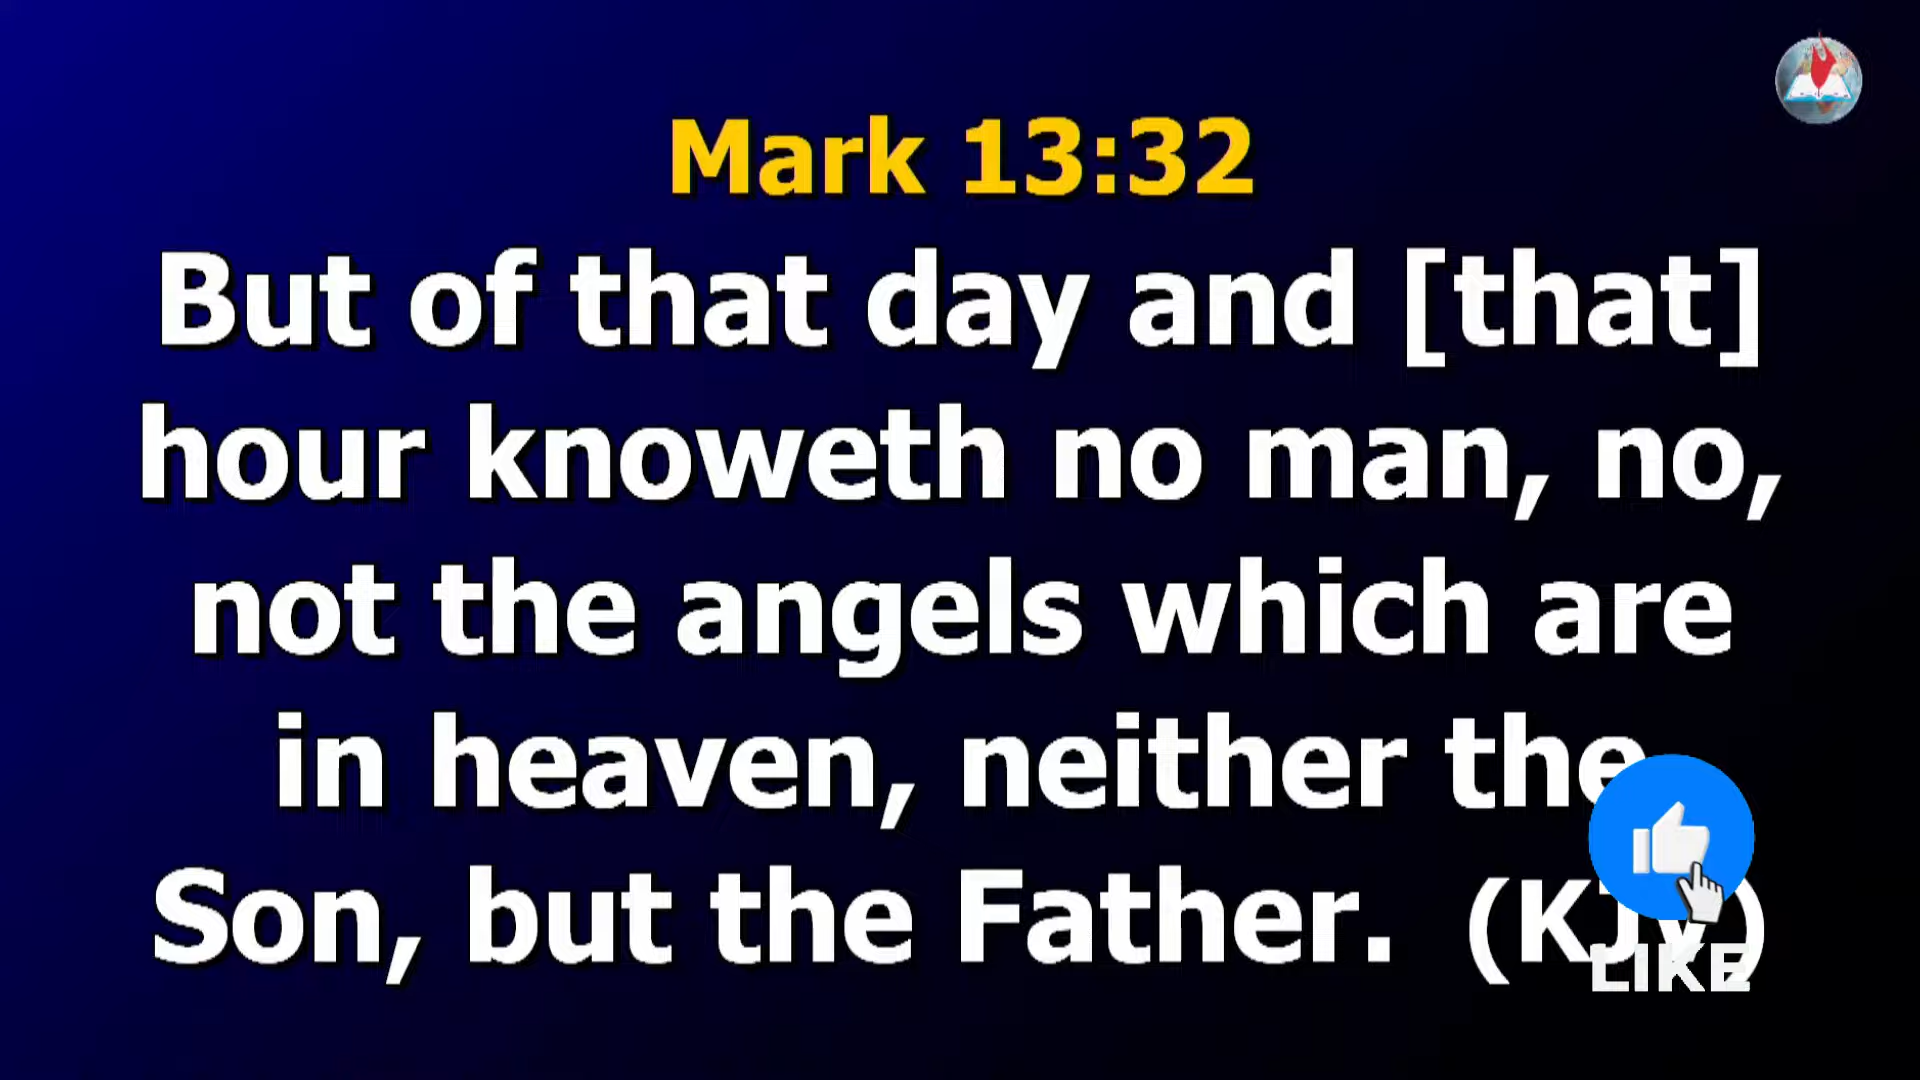 Mark 13:32
But of that day and [that]
hour knoweth no man, no,
not the angels which are
in heaven, neither the
Son, but the Father. (KJV)
LIKE